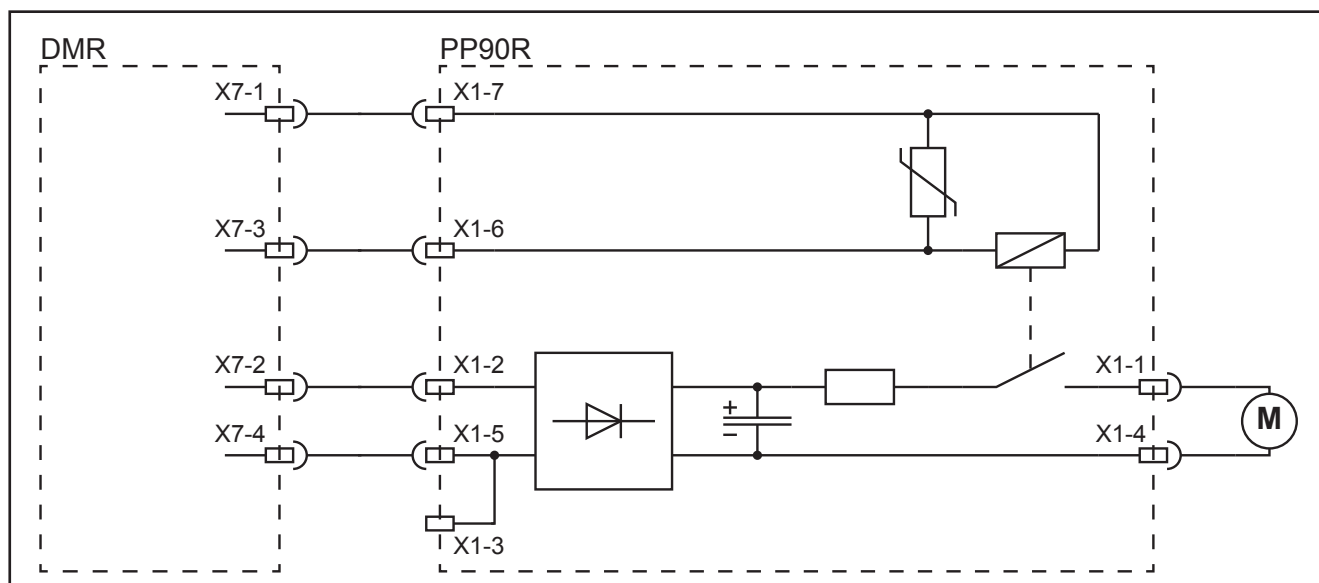 DMR PP90R
X7-1 X1-7
X7-3 X1-6
X7-2 X1-2 X1-1
+
M
−
X7-4 X1-5 X1-4
X1-3